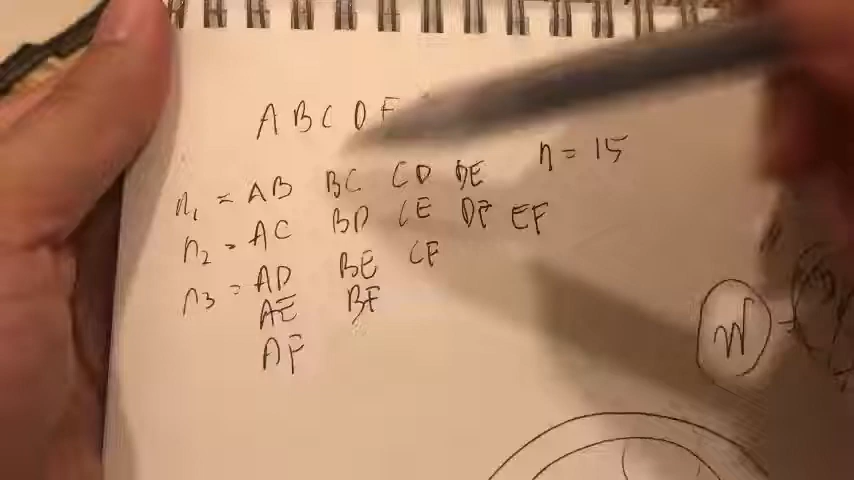 A B C D E
n = 15
n₁ = AB BC CD DE
n₂ = AC BD CE DF EF
n₃ = AD BE CF
AE BF
AF
W